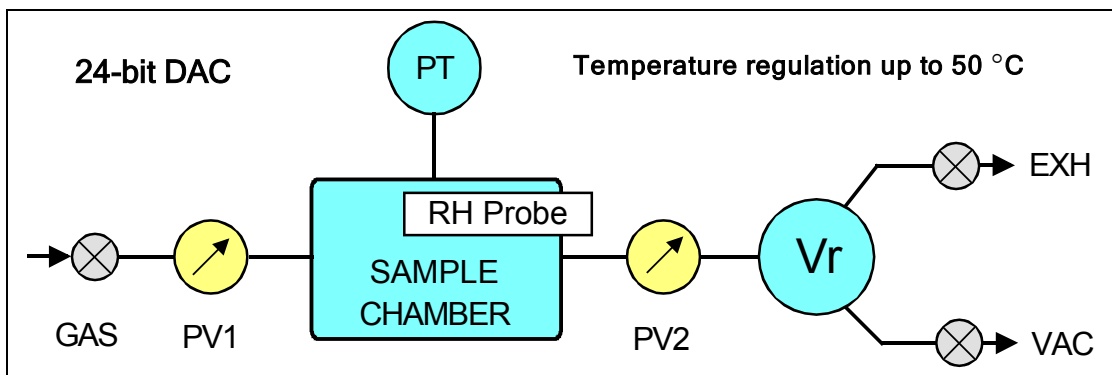 24-bit DAC
PT
Temperature regulation up to 50 °C
EXH
RH Probe
SAMPLE
CHAMBER
Vr
GAS
PV1
PV2
VAC